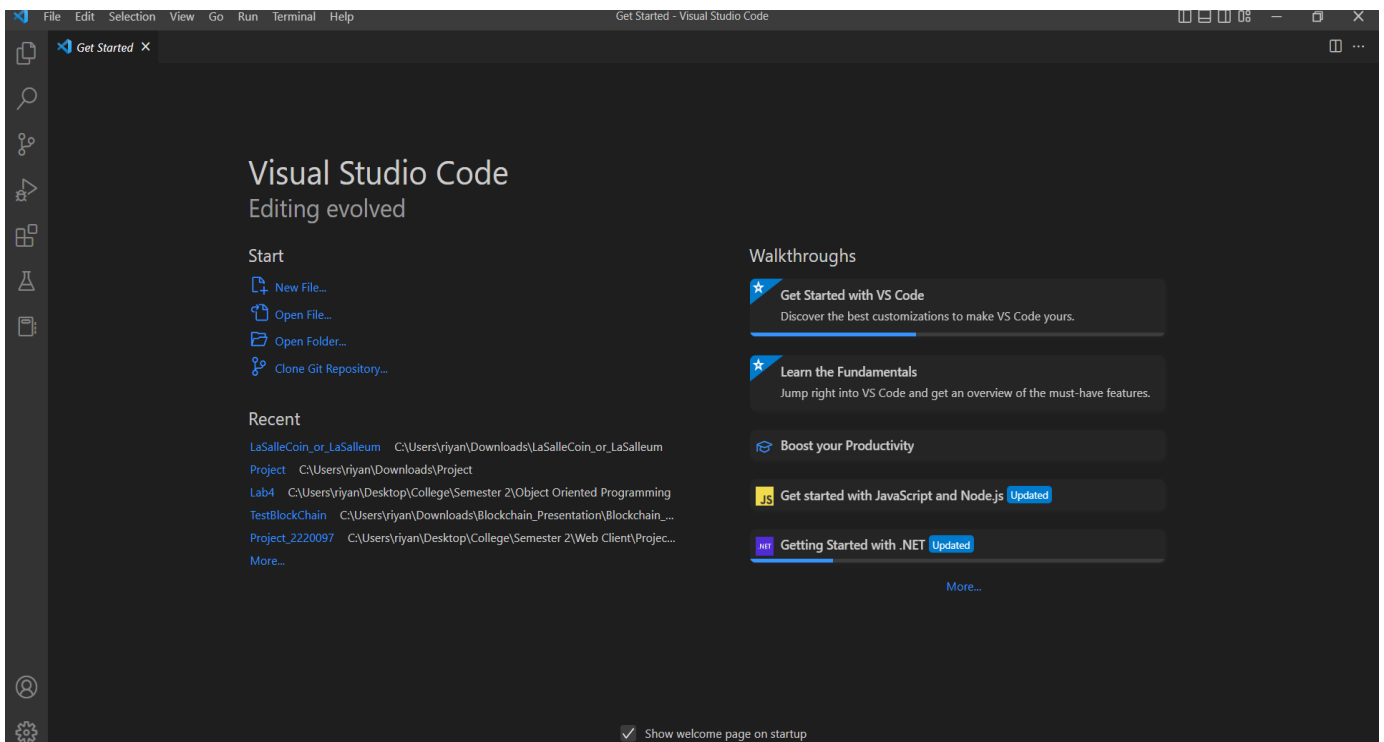 File Edit Selection View Go Run Terminal Help Get Started - Visual Studio Code
Get Started
Visual Studio Code
Editing evolved
Start
New File...
Open File...
Open Folder...
Clone Git Repository...
Recent
LaSalleCoin_or_LaSalleum C:\Users\riyan\Downloads\LaSalleCoin_or_LaSalleum
Project C:\Users\riyan\Downloads\Project
Lab4 C:\Users\riyan\Desktop\College\Semester 2\Object Oriented Programming
TestBlockChain C:\Users\riyan\Downloads\Blockchain_Presentation\Blockchain_...
Project_2220097 C:\Users\riyan\Desktop\College\Semester 2\Web Client\Projec...
More...
Walkthroughs
Get Started with VS Code
Discover the best customizations to make VS Code yours.
Learn the Fundamentals
Jump right into VS Code and get an overview of the must-have features.
Boost your Productivity
JS Get started with JavaScript and Node.js Updated
NET Getting Started with .NET Updated
More...
Show welcome page on startup